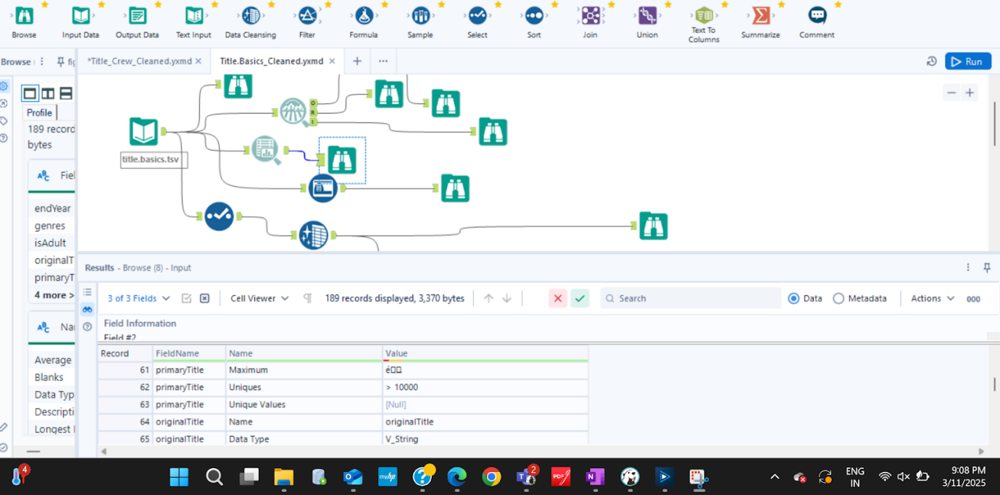 Browse
Input Data
Output Data
Text Input
Data Cleansing
Filter
Formula
Sample
Select
Sort
Join
Union
Text To
Columns
Summarize
Comment
Browse
*Title_Crew_Cleaned.yxmd
Title.Basics_Cleaned.yxmd
Run
Profile
189 record
bytes
Fiel
endYear
genres
isAdult
originalT
primaryT
4 more >
Na
Average
Blanks
Data Typ
Descripti
Longest
title.basics.tsv
O
R
I
Results - Browse (8) - Input
3 of 3 Fields
Cell Viewer
189 records displayed, 3,370 bytes
Search
Data
Metadata
Actions
000
Field Information
Field #2
Record FieldName Name Value
61 primaryTitle Maximum
62 primaryTitle Uniques > 10000
63 primaryTitle Unique Values [Null]
64 originalTitle Name originalTitle
65 originalTitle Data Type V_String
4
myhp
2
PDF
ENG
IN
9:08 PM
3/11/2025